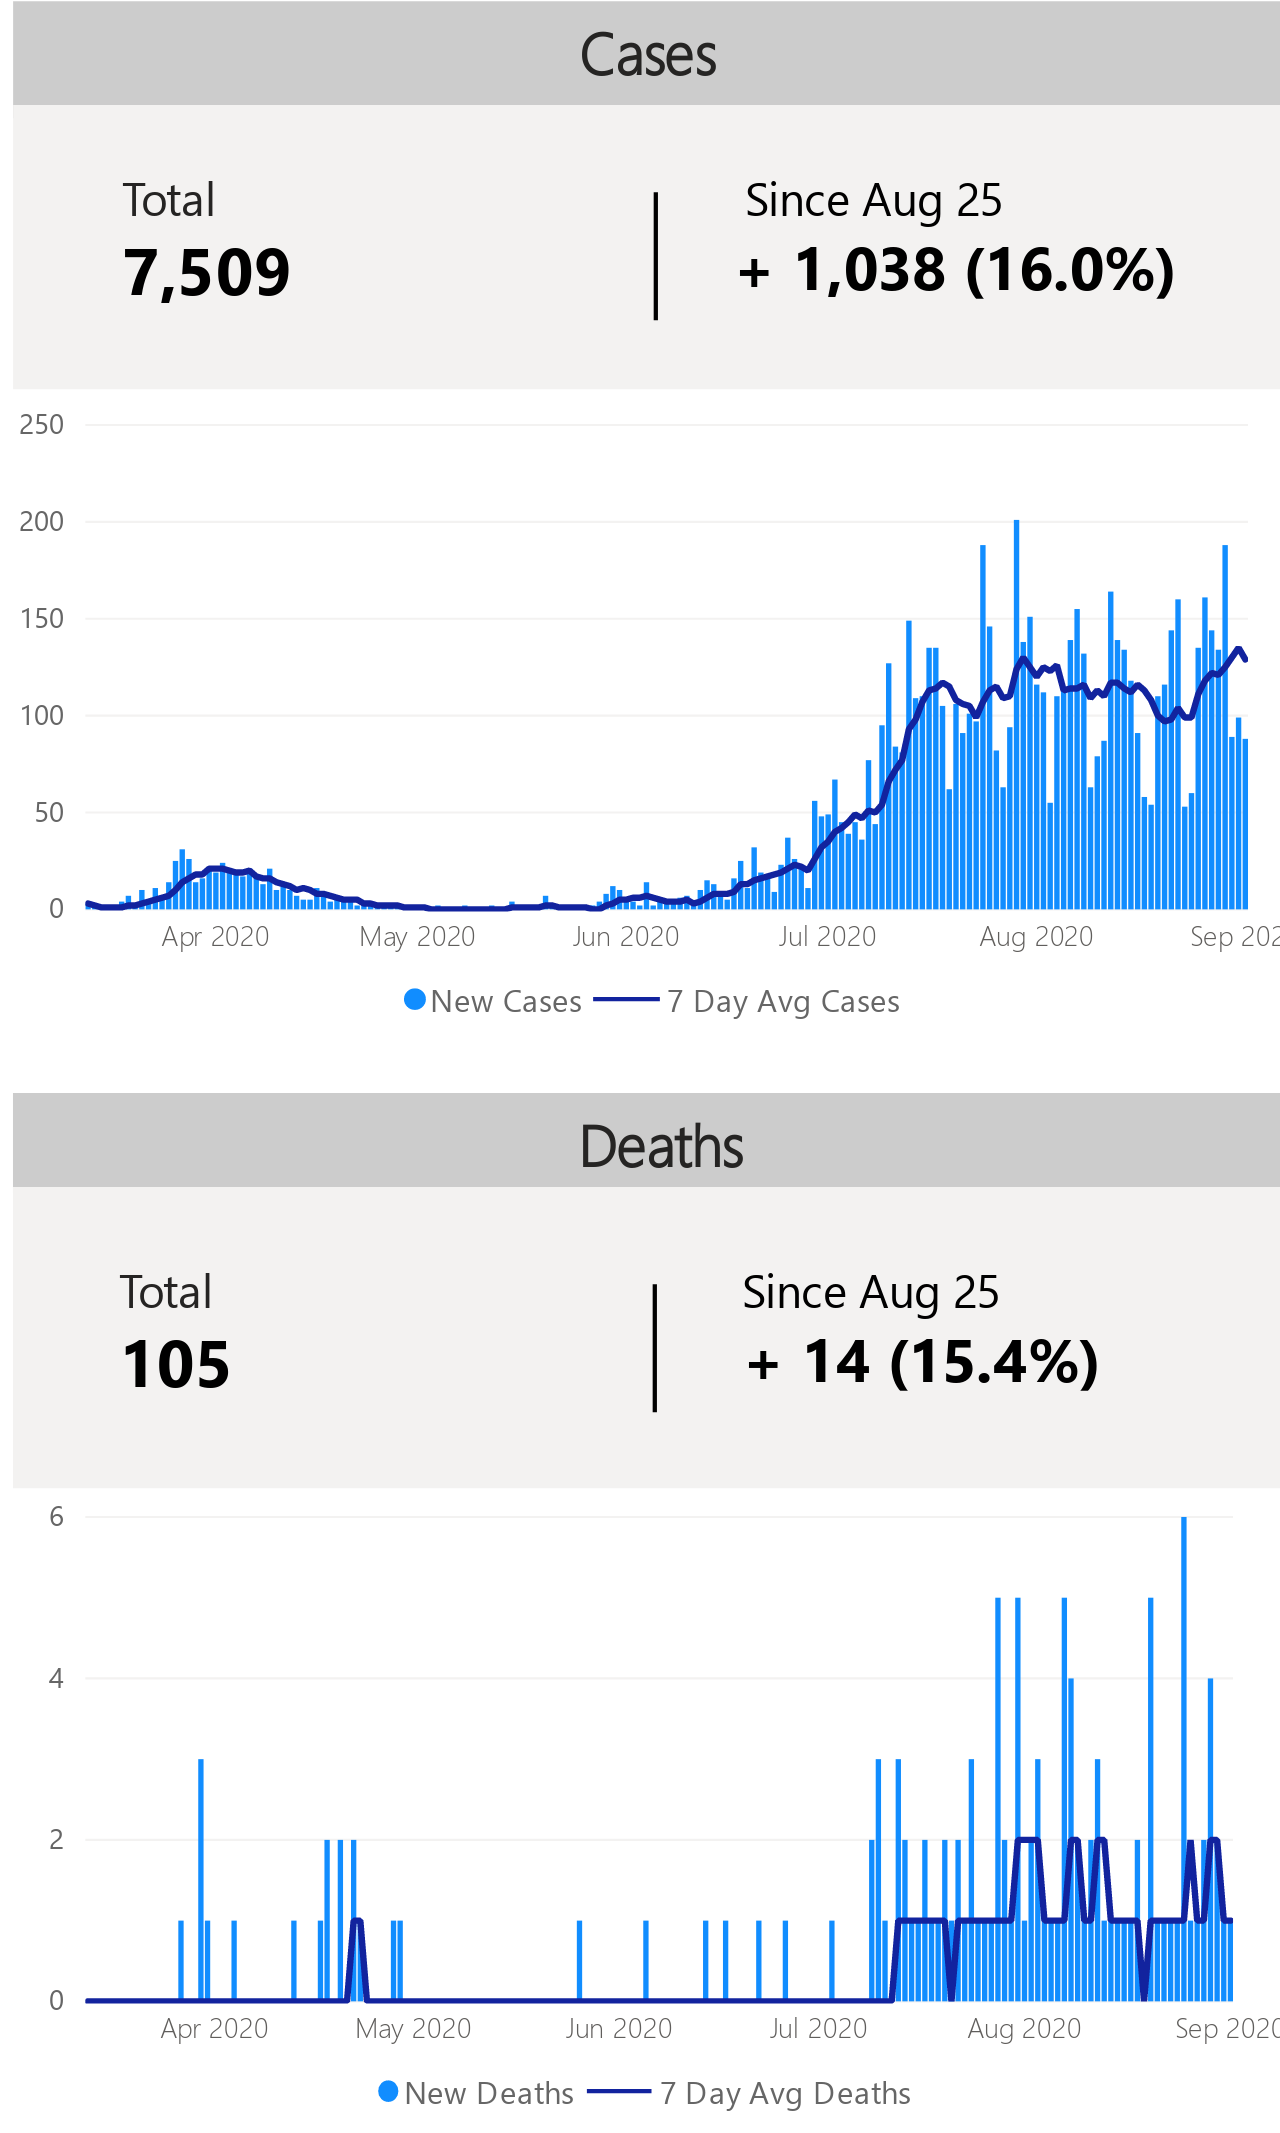 Cases
Total
Since Aug 25
7,509
+ 1,038 (16.0%)
250
200
150
100
50
0
Apr 2020
May 2020
Jun 2020
Jul 2020
Aug 2020
Sep 202
New Cases
7 Day Avg Cases
Deaths
Total
Since Aug 25
105
+ 14 (15.4%)
6
4
2
0
Apr 2020
May 2020
Jun 2020
Jul 2020
Aug 2020
Sep 2020
New Deaths
7 Day Avg Deaths